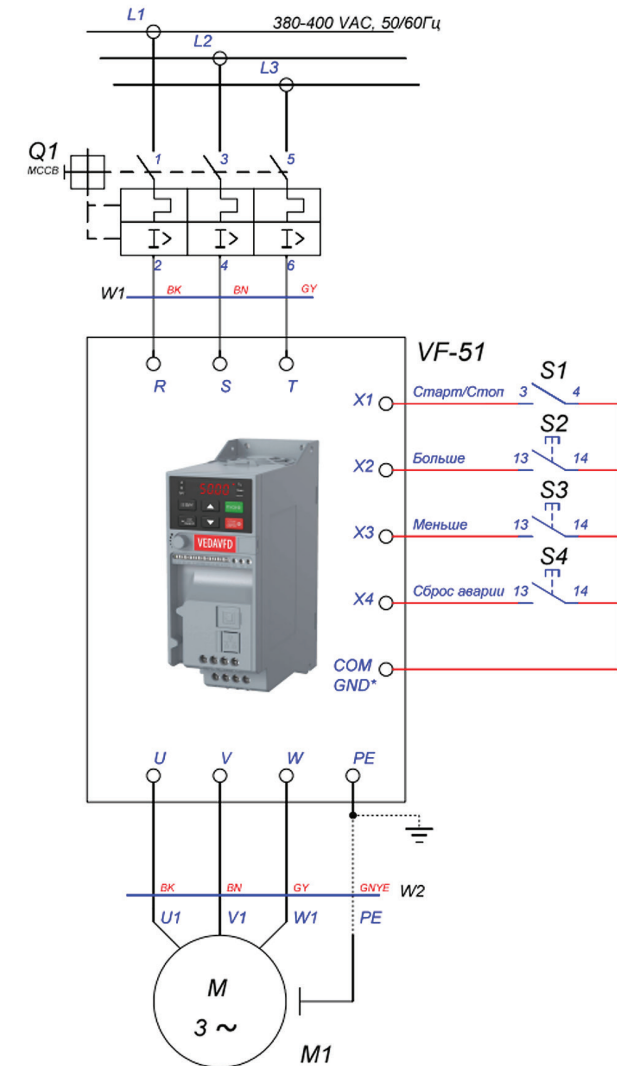 L1
380-400 VAC, 50/60Гц
L2
L3
Q1
MCCB
1 3 5
I> I> I>
2 4 6
W1 BK BN GY
R S T
VF-51
S1
X1 Старт/Стоп 3 4
S2
X2 Больше 13 14
S3
X3 Меньше 13 14
S4
X4 Сброс аварии 13 14
COM
GND*
5000
VEDAVFD
U V W PE
BK BN GY GNYE W2
U1 V1 W1 PE
M
3 ~
M1